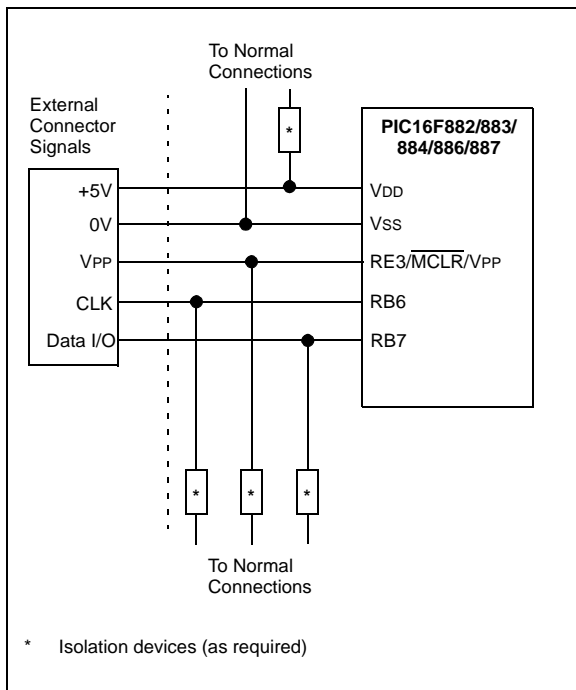 To Normal
Connections
External
Connector
Signals
*
PIC16F882/883/
884/886/887
+5V
VDD
0V
VSS
VPP
RE3/MCLR/VPP
CLK
RB6
Data I/O
RB7
* * *
To Normal
Connections
* Isolation devices (as required)